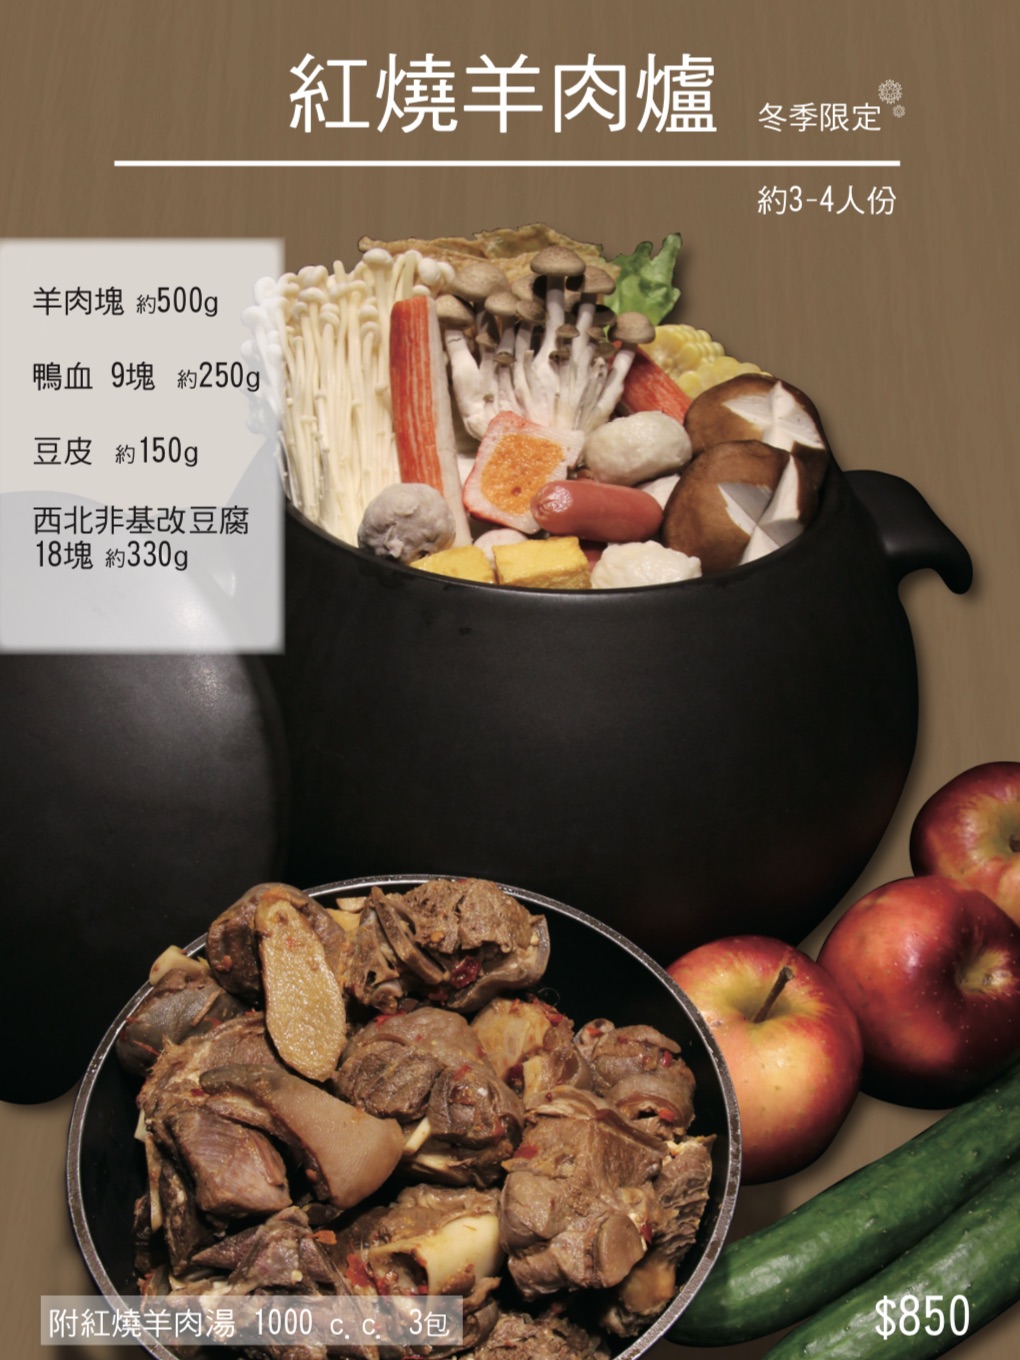 紅燒羊肉爐 冬季限定
約3-4人份
羊肉塊 約500g
鴨血 9塊 約250g
豆皮 約150g
西北非基改豆腐
18塊 約330g
附紅燒羊肉湯 1000 c.c. 3包
$850